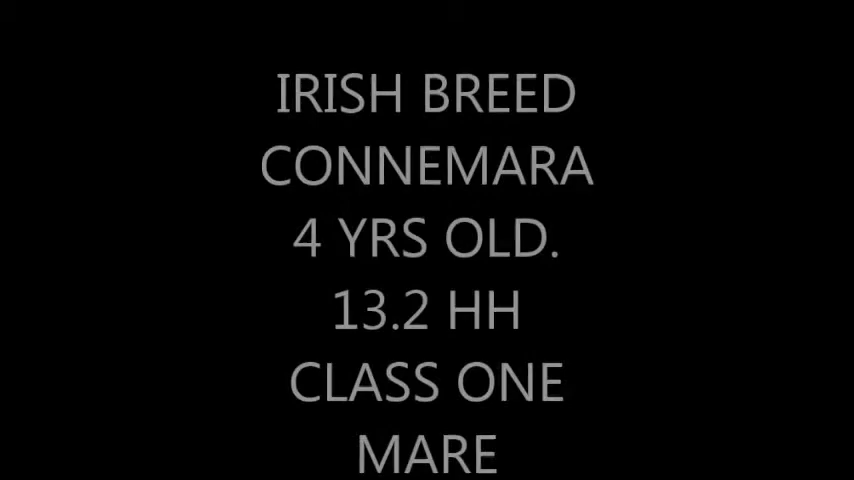 IRISH BREED
CONNEMARA
4 YRS OLD.
13.2 HH
CLASS ONE
MARE